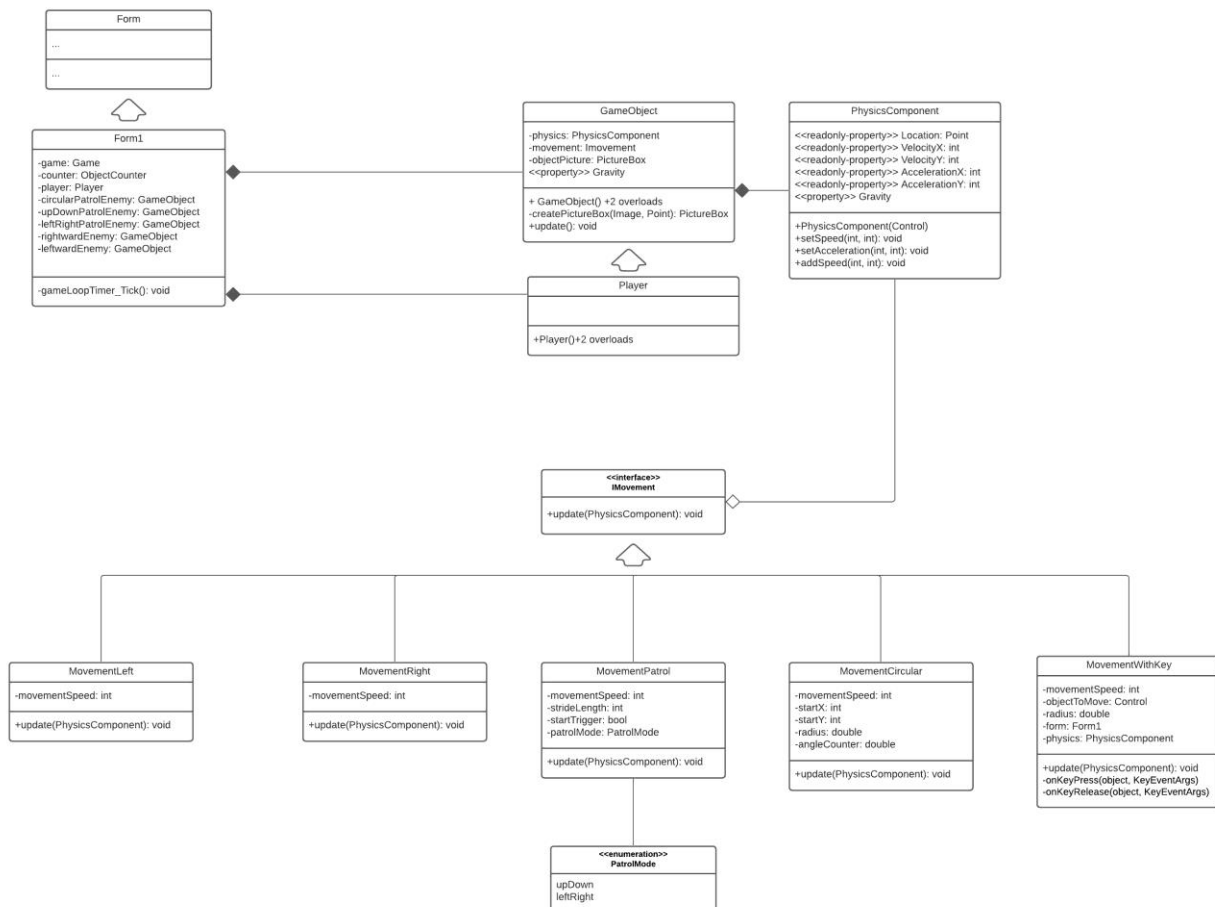 Form
...
...
Form1
-game: Game
-counter: ObjectCounter
-player: Player
-circularPatrolEnemy: GameObject
-upDownPatrolEnemy: GameObject
-leftRightPatrolEnemy: GameObject
-rightwardEnemy: GameObject
-leftwardEnemy: GameObject
-gameLoopTimer_Tick(): void
GameObject
-physics: PhysicsComponent
-movement: Imovement
-objectPicture: PictureBox
<<property>> Gravity
+ GameObject() +2 overloads
-createPictureBox(Image, Point): PictureBox
+update(): void
PhysicsComponent
<<readonly-property>> Location: Point
<<readonly-property>> VelocityX: int
<<readonly-property>> VelocityY: int
<<readonly-property>> AccelerationX: int
<<readonly-property>> AccelerationY: int
<<property>> Gravity
+PhysicsComponent(Control)
+setSpeed(int, int): void
+setAcceleration(int, int): void
+addSpeed(int, int): void
Player
+Player()+2 overloads
<<interface>>
IMovement
+update(PhysicsComponent): void
MovementLeft
-movementSpeed: int
+update(PhysicsComponent): void
MovementRight
-movementSpeed: int
+update(PhysicsComponent): void
MovementPatrol
-movementSpeed: int
-strideLength: int
-startTrigger: bool
-patrolMode: PatrolMode
+update(PhysicsComponent): void
MovementCircular
-movementSpeed: int
-startX: int
-startY: int
-radius: double
-angleCounter: double
+update(PhysicsComponent): void
MovementWithKey
-movementSpeed: int
-objectToMove: Control
-radius: double
-form: Form1
-physics: PhysicsComponent
+update(PhysicsComponent): void
-onKeyPress(object, KeyEventArgs)
-onKeyRelease(object, KeyEventArgs)
<<enumeration>>
PatrolMode
upDown
leftRight